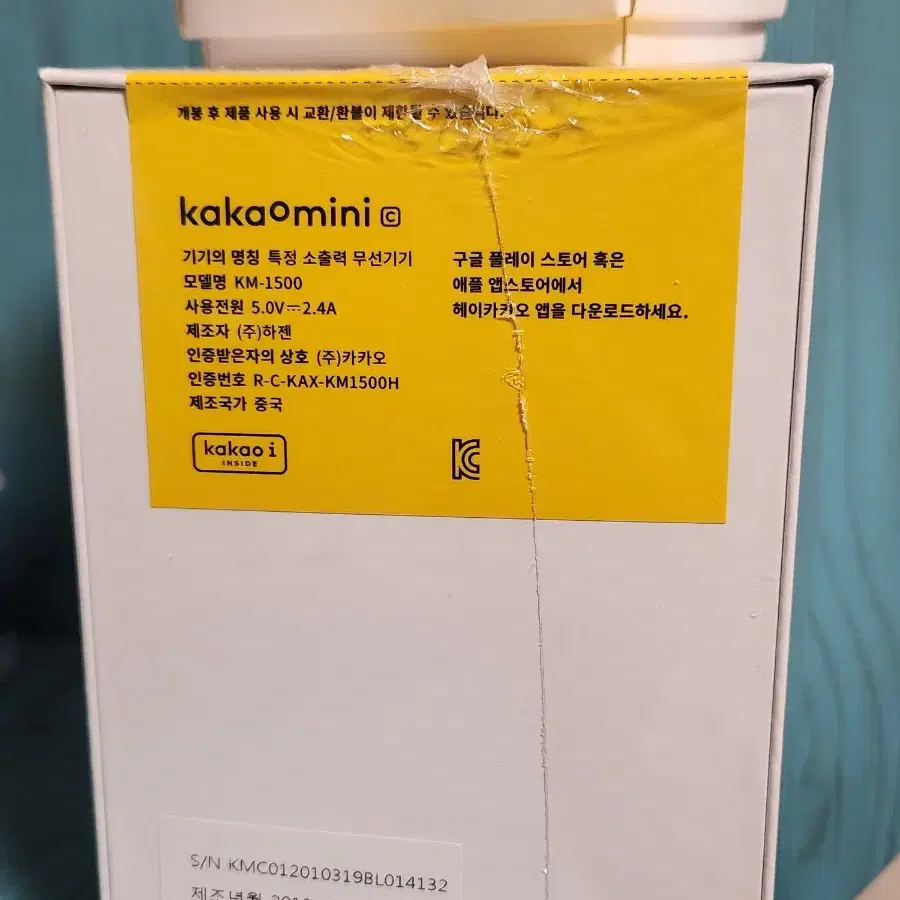 개봉 후 제품 사용 시 교환/환불이 제한될 수 있습니다.
kakaomini C
기기의 명칭 특정 소출력 무선기기
모델명 KM-1500
사용전원 5.0V⎓2.4A
제조자 (주)하젠
인증받은자의 상호 (주)카카오
인증번호 R-C-KAX-KM1500H
제조국가 중국
구글 플레이 스토어 혹은
애플 앱스토어에서
헤이카카오 앱을 다운로드하세요.
kakao i
INSIDE
KC
S/N KMC012010319BL014132
제조년월